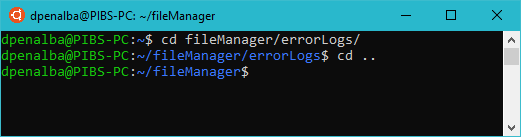 dpenalba@PIBS-PC: ~/fileManager
dpenalba@PIBS-PC:~$ cd fileManager/errorLogs/
dpenalba@PIBS-PC:~/fileManager/errorLogs$ cd ..
dpenalba@PIBS-PC:~/fileManager$